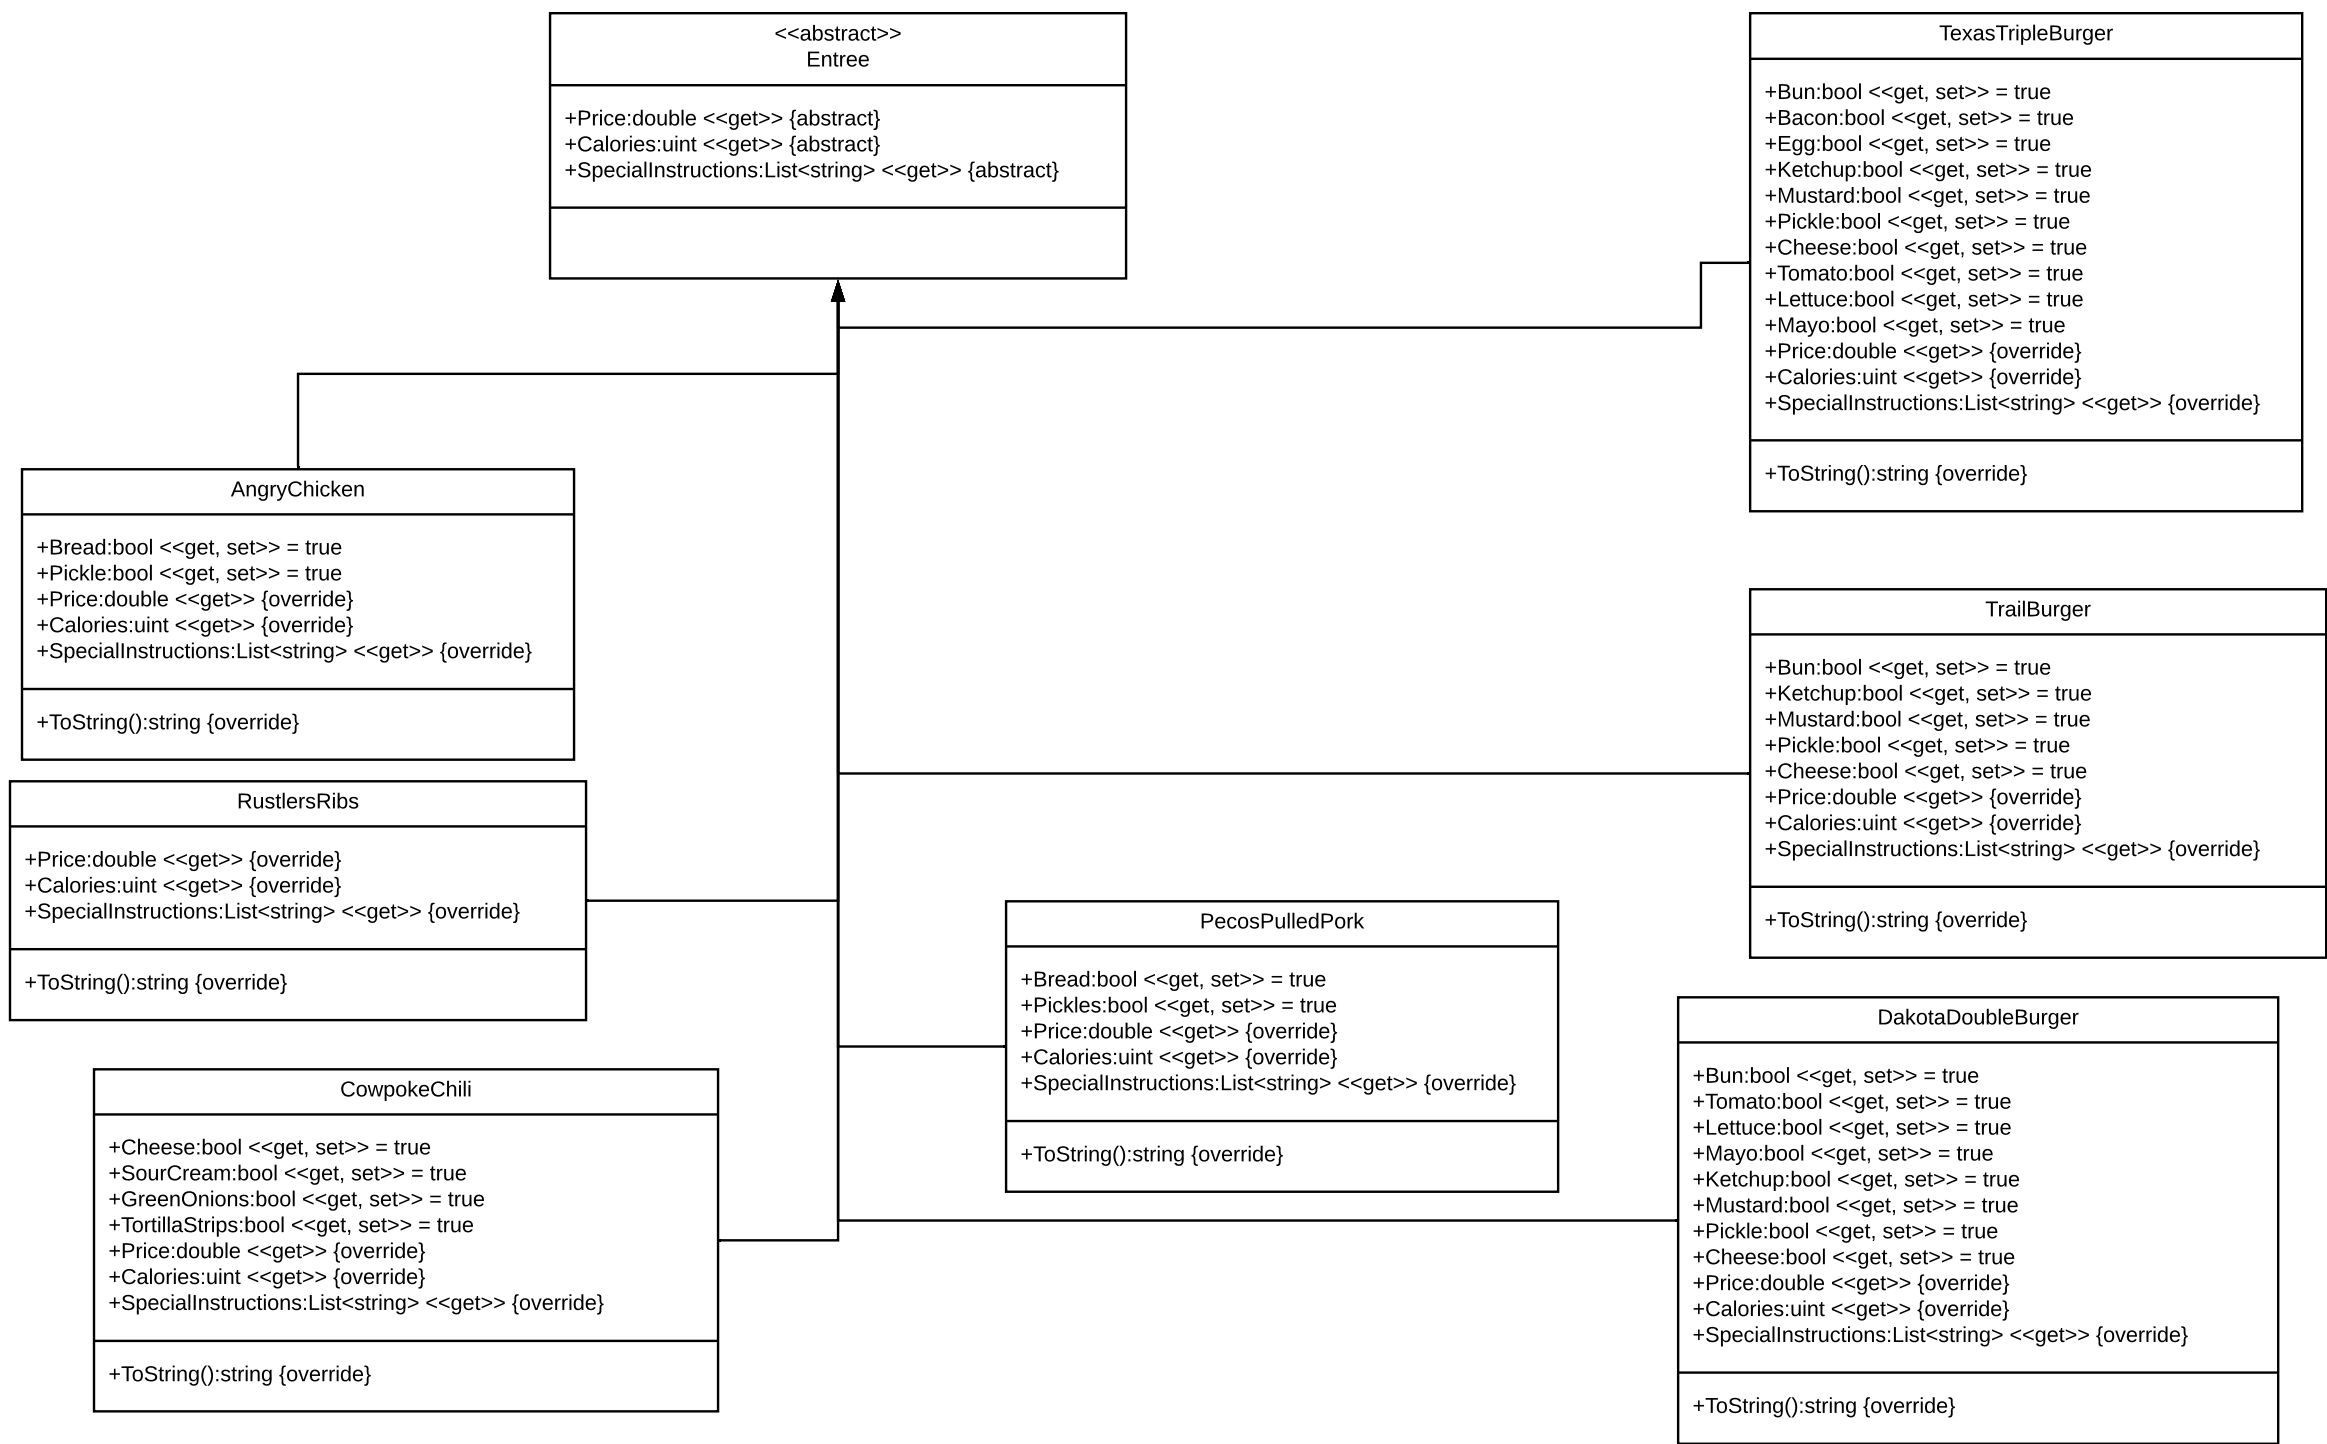 <<abstract>>
Entree
+Price:double <<get>> {abstract}
+Calories:uint <<get>> {abstract}
+SpecialInstructions:List<string> <<get>> {abstract}
TexasTripleBurger
+Bun:bool <<get, set>> = true
+Bacon:bool <<get, set>> = true
+Egg:bool <<get, set>> = true
+Ketchup:bool <<get, set>> = true
+Mustard:bool <<get, set>> = true
+Pickle:bool <<get, set>> = true
+Cheese:bool <<get, set>> = true
+Tomato:bool <<get, set>> = true
+Lettuce:bool <<get, set>> = true
+Mayo:bool <<get, set>> = true
+Price:double <<get>> {override}
+Calories:uint <<get>> {override}
+SpecialInstructions:List<string> <<get>> {override}
+ToString():string {override}
AngryChicken
+Bread:bool <<get, set>> = true
+Pickle:bool <<get, set>> = true
+Price:double <<get>> {override}
+Calories:uint <<get>> {override}
+SpecialInstructions:List<string> <<get>> {override}
+ToString():string {override}
TrailBurger
+Bun:bool <<get, set>> = true
+Ketchup:bool <<get, set>> = true
+Mustard:bool <<get, set>> = true
+Pickle:bool <<get, set>> = true
+Cheese:bool <<get, set>> = true
+Price:double <<get>> {override}
+Calories:uint <<get>> {override}
+SpecialInstructions:List<string> <<get>> {override}
+ToString():string {override}
RustlersRibs
+Price:double <<get>> {override}
+Calories:uint <<get>> {override}
+SpecialInstructions:List<string> <<get>> {override}
+ToString():string {override}
PecosPulledPork
+Bread:bool <<get, set>> = true
+Pickles:bool <<get, set>> = true
+Price:double <<get>> {override}
+Calories:uint <<get>> {override}
+SpecialInstructions:List<string> <<get>> {override}
+ToString():string {override}
DakotaDoubleBurger
+Bun:bool <<get, set>> = true
+Tomato:bool <<get, set>> = true
+Lettuce:bool <<get, set>> = true
+Mayo:bool <<get, set>> = true
+Ketchup:bool <<get, set>> = true
+Mustard:bool <<get, set>> = true
+Pickle:bool <<get, set>> = true
+Cheese:bool <<get, set>> = true
+Price:double <<get>> {override}
+Calories:uint <<get>> {override}
+SpecialInstructions:List<string> <<get>> {override}
+ToString():string {override}
CowpokeChili
+Cheese:bool <<get, set>> = true
+SourCream:bool <<get, set>> = true
+GreenOnions:bool <<get, set>> = true
+TortillaStrips:bool <<get, set>> = true
+Price:double <<get>> {override}
+Calories:uint <<get>> {override}
+SpecialInstructions:List<string> <<get>> {override}
+ToString():string {override}